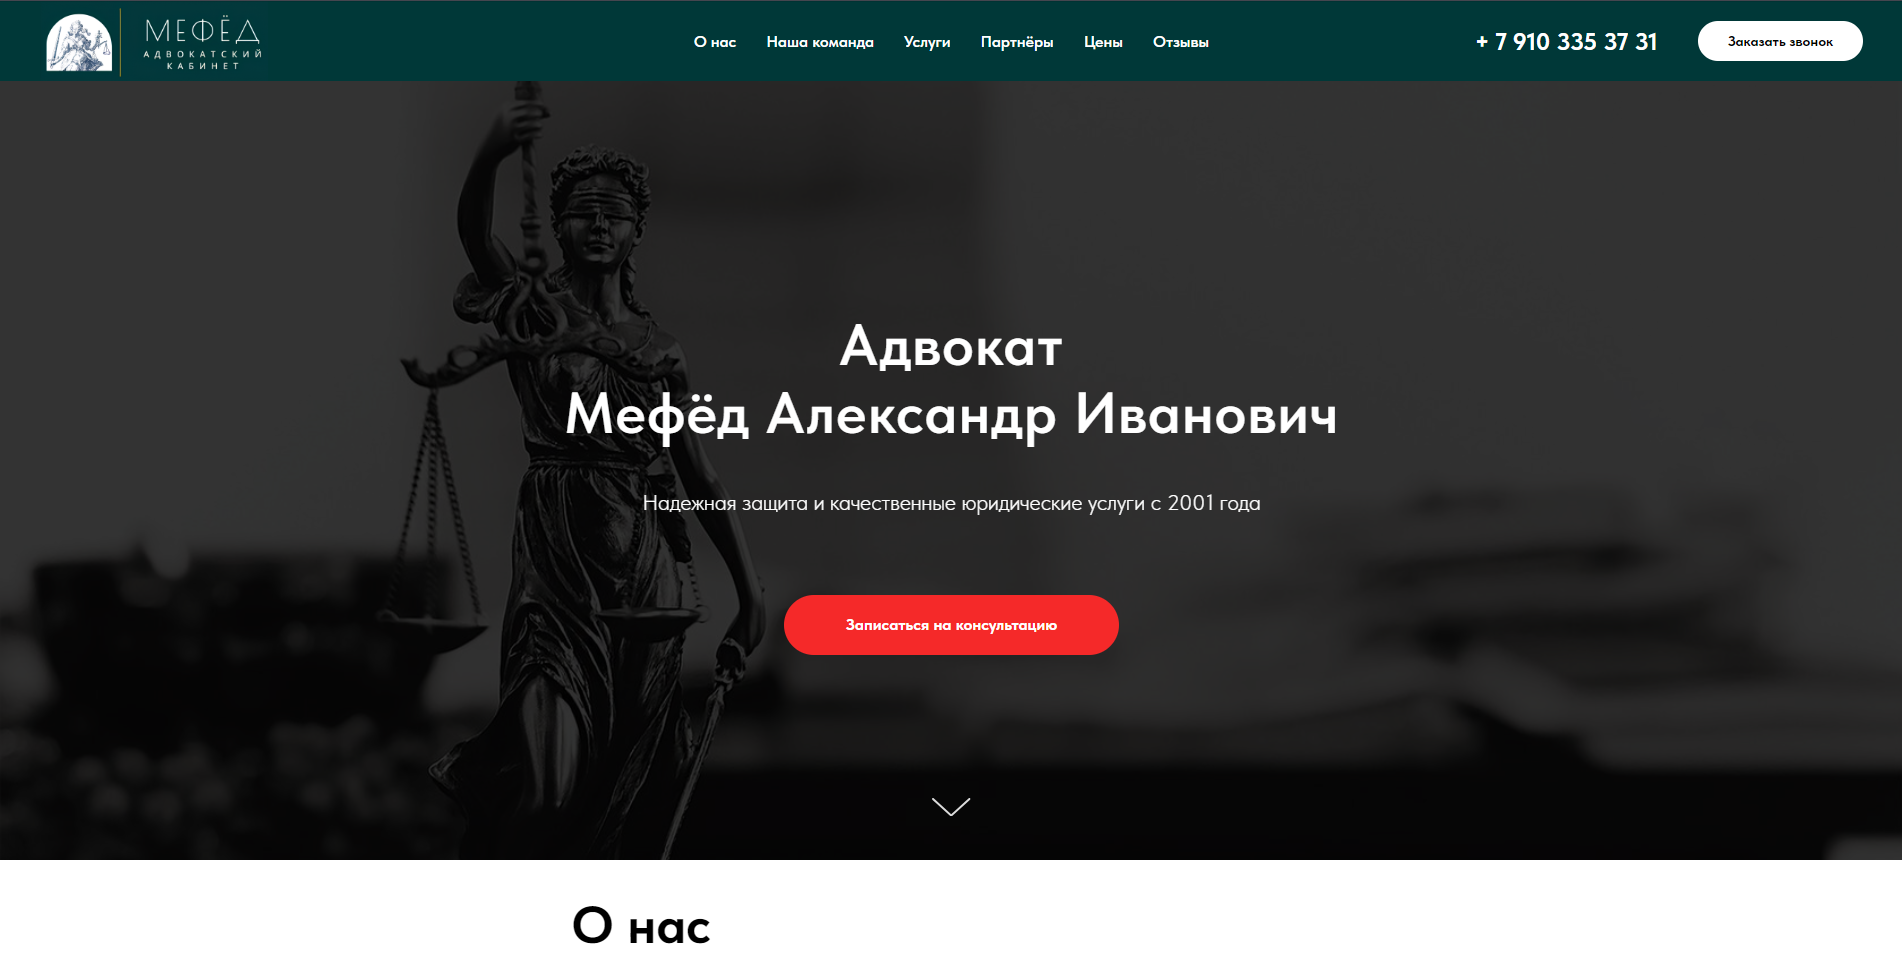 МЕФЁД
АДВОКАТСКИЙ
КАБИНЕТ
О нас Наша команда Услуги Партнёры Цены Отзывы
+ 7 910 335 37 31
Заказать звонок
Адвокат
Мефёд Александр Иванович
Надежная защита и качественные юридические услуги с 2001 года
Записаться на консультацию
О нас